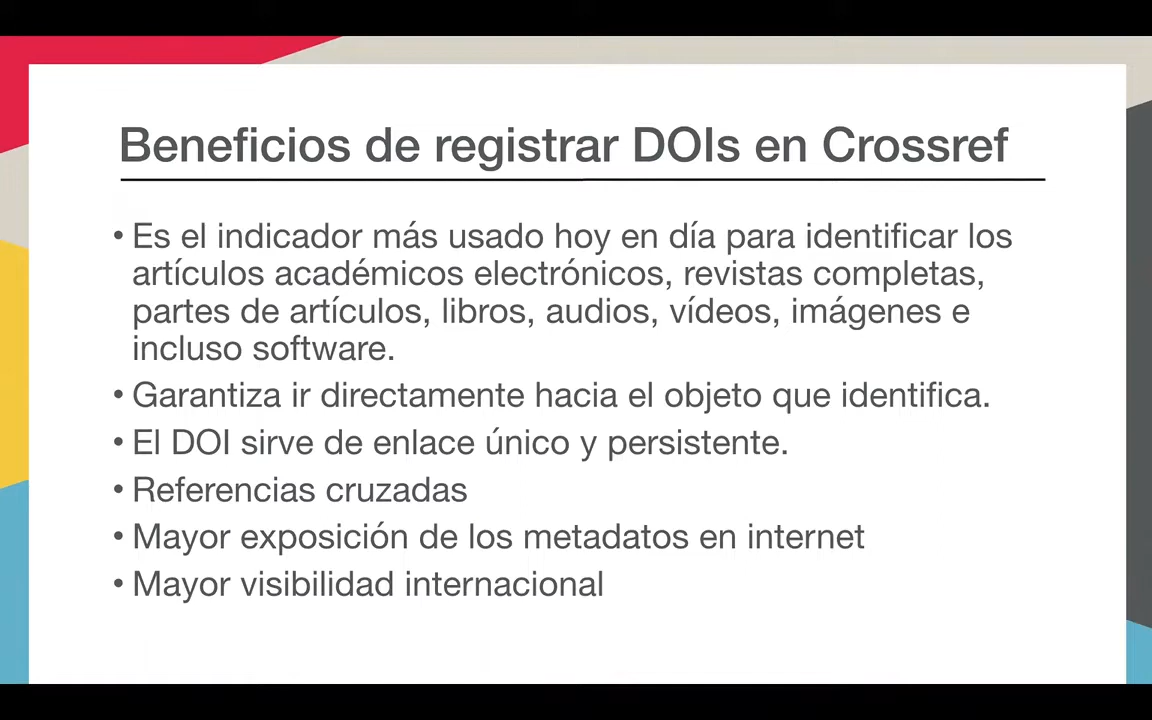 Beneficios de registrar DOIs en Crossref
• Es el indicador más usado hoy en día para identificar los
artículos académicos electrónicos, revistas completas,
partes de artículos, libros, audios, vídeos, imágenes e
incluso software.
• Garantiza ir directamente hacia el objeto que identifica.
• El DOI sirve de enlace único y persistente.
• Referencias cruzadas
• Mayor exposición de los metadatos en internet
• Mayor visibilidad internacional